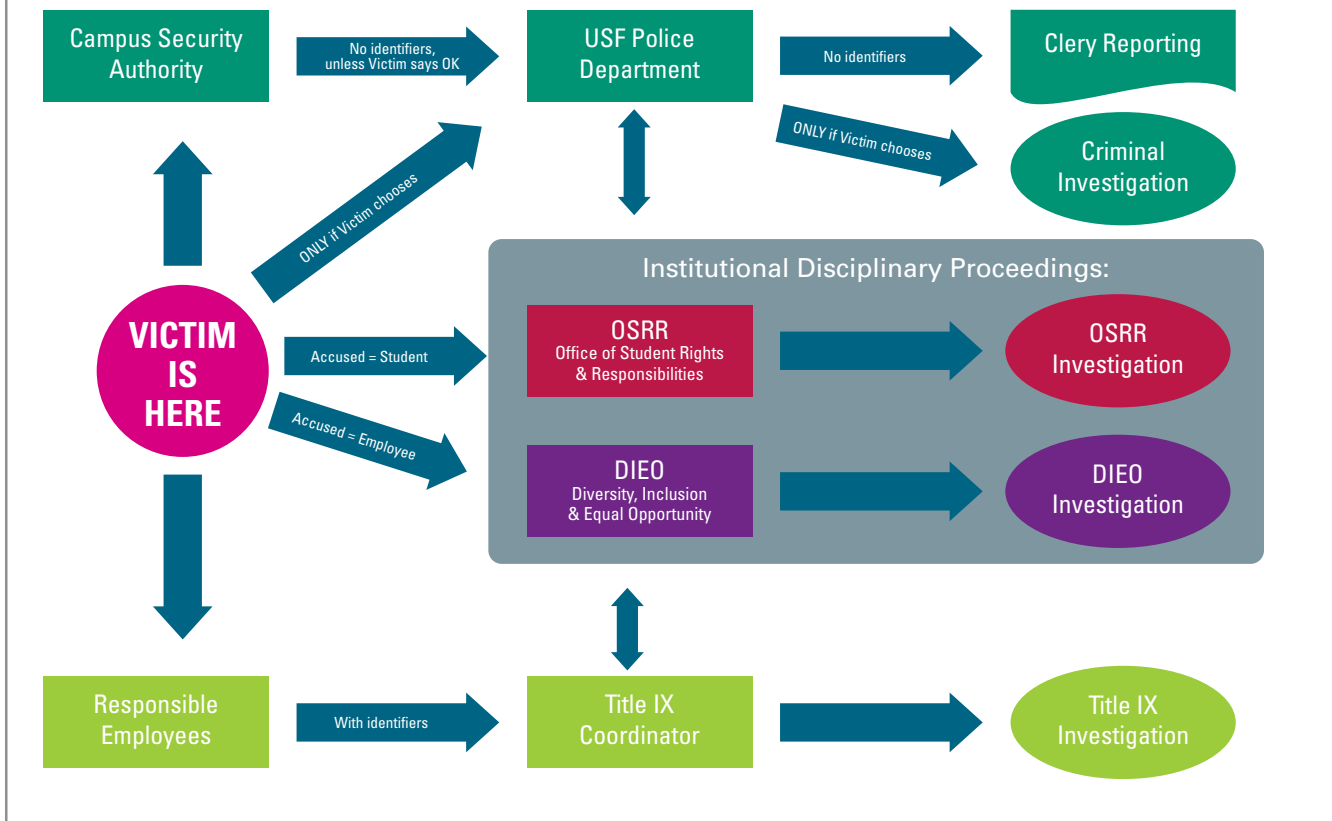 Campus Security
Authority
No identifiers,
unless Victim says OK
USF Police
Department
No identifiers
Clery Reporting
ONLY if Victim chooses
Criminal
Investigation
ONLY if Victim chooses
Institutional Disciplinary Proceedings:
VICTIM
IS
HERE
Accused = Student
OSRR
Office of Student Rights
& Responsibilities
OSRR
Investigation
Accused = Employee
DIEO
Diversity, Inclusion
& Equal Opportunity
DIEO
Investigation
Responsible
Employees
With identifiers
Title IX
Coordinator
Title IX
Investigation